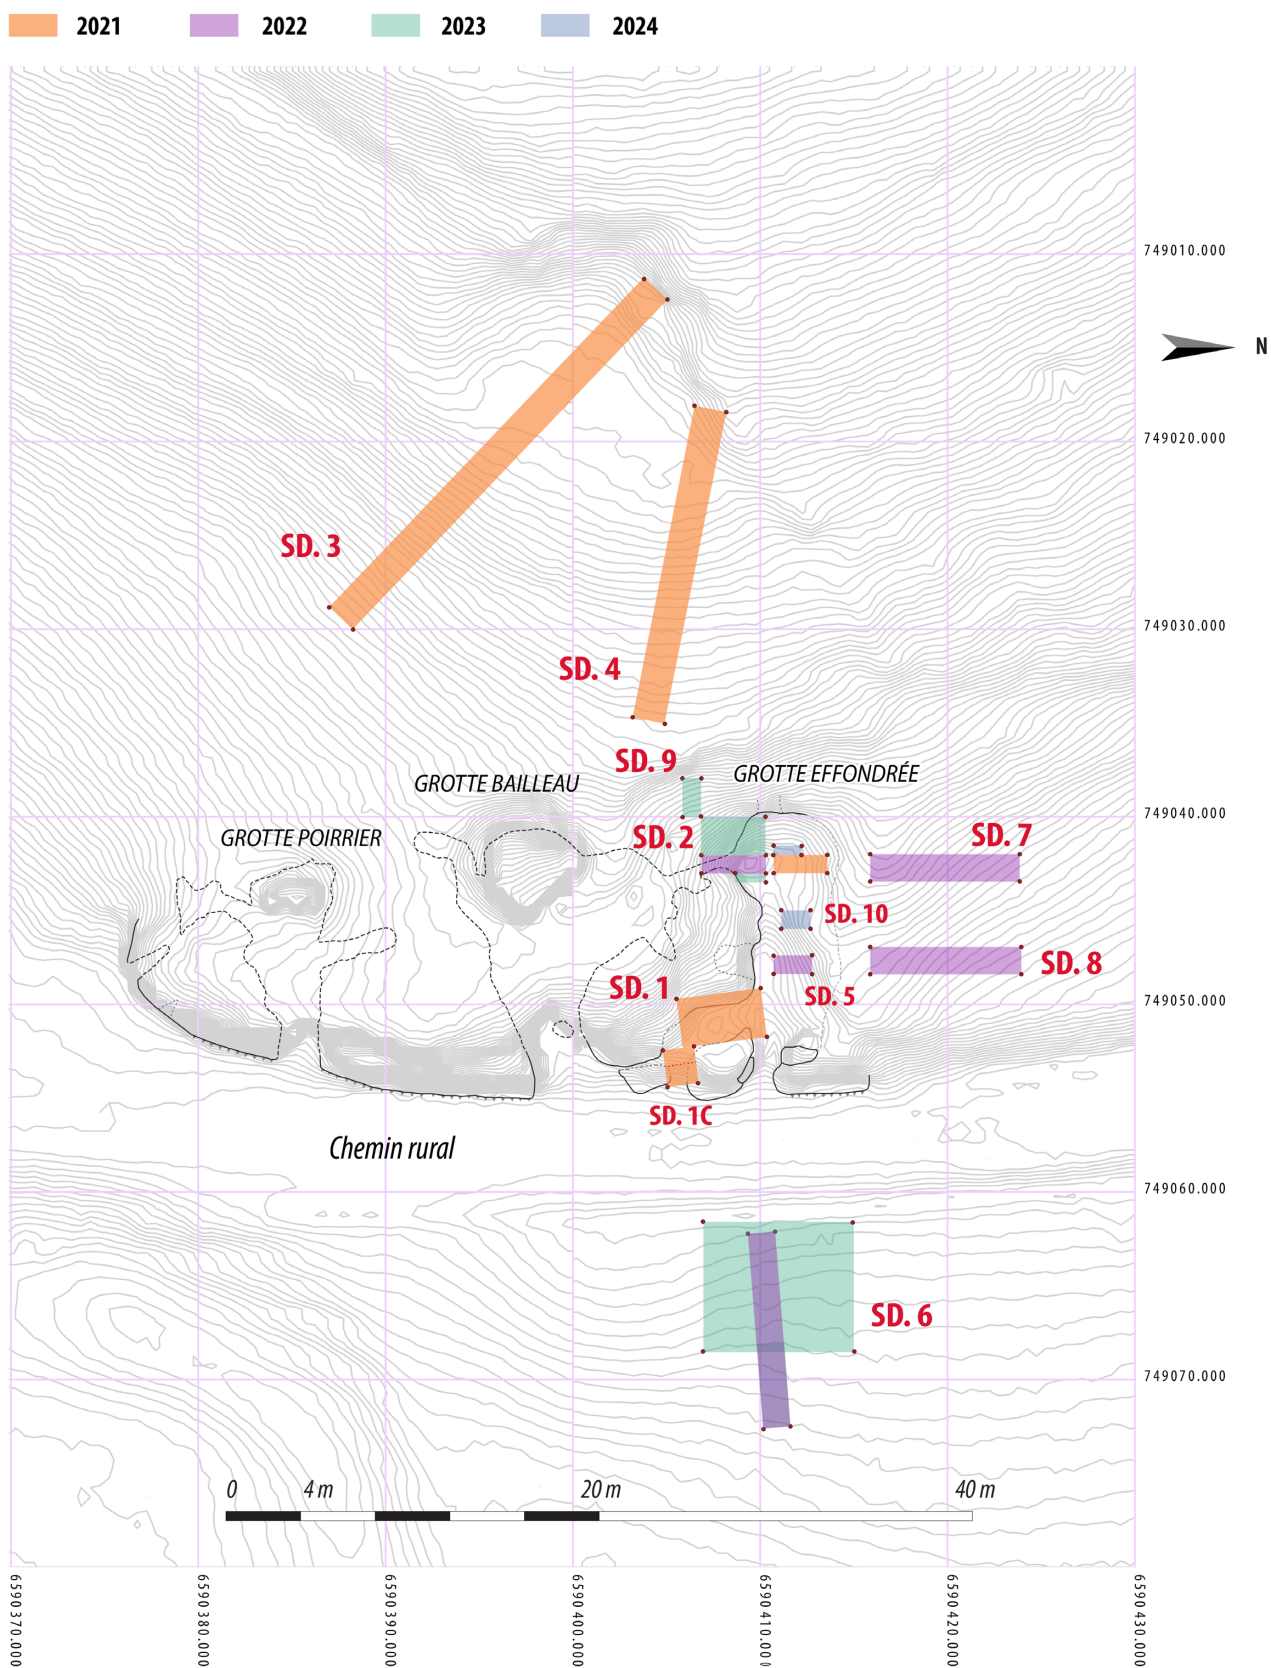 2021 2022 2023 2024
749010.000
N
749020.000
SD. 3
749030.000
SD. 4
SD. 9
GROTTE EFFONDRÉE
GROTTE BAILLEAU
749040.000
GROTTE POIRRIER
SD. 2
SD. 7
SD. 10
SD. 8
SD. 1
SD. 5
749050.000
SD. 1C
Chemin rural
749060.000
SD. 6
749070.000
0 4 m 20 m 40 m
6590370.000
6590380.000
6590390.000
6590400.000
6590410.000
6590420.000
6590430.000